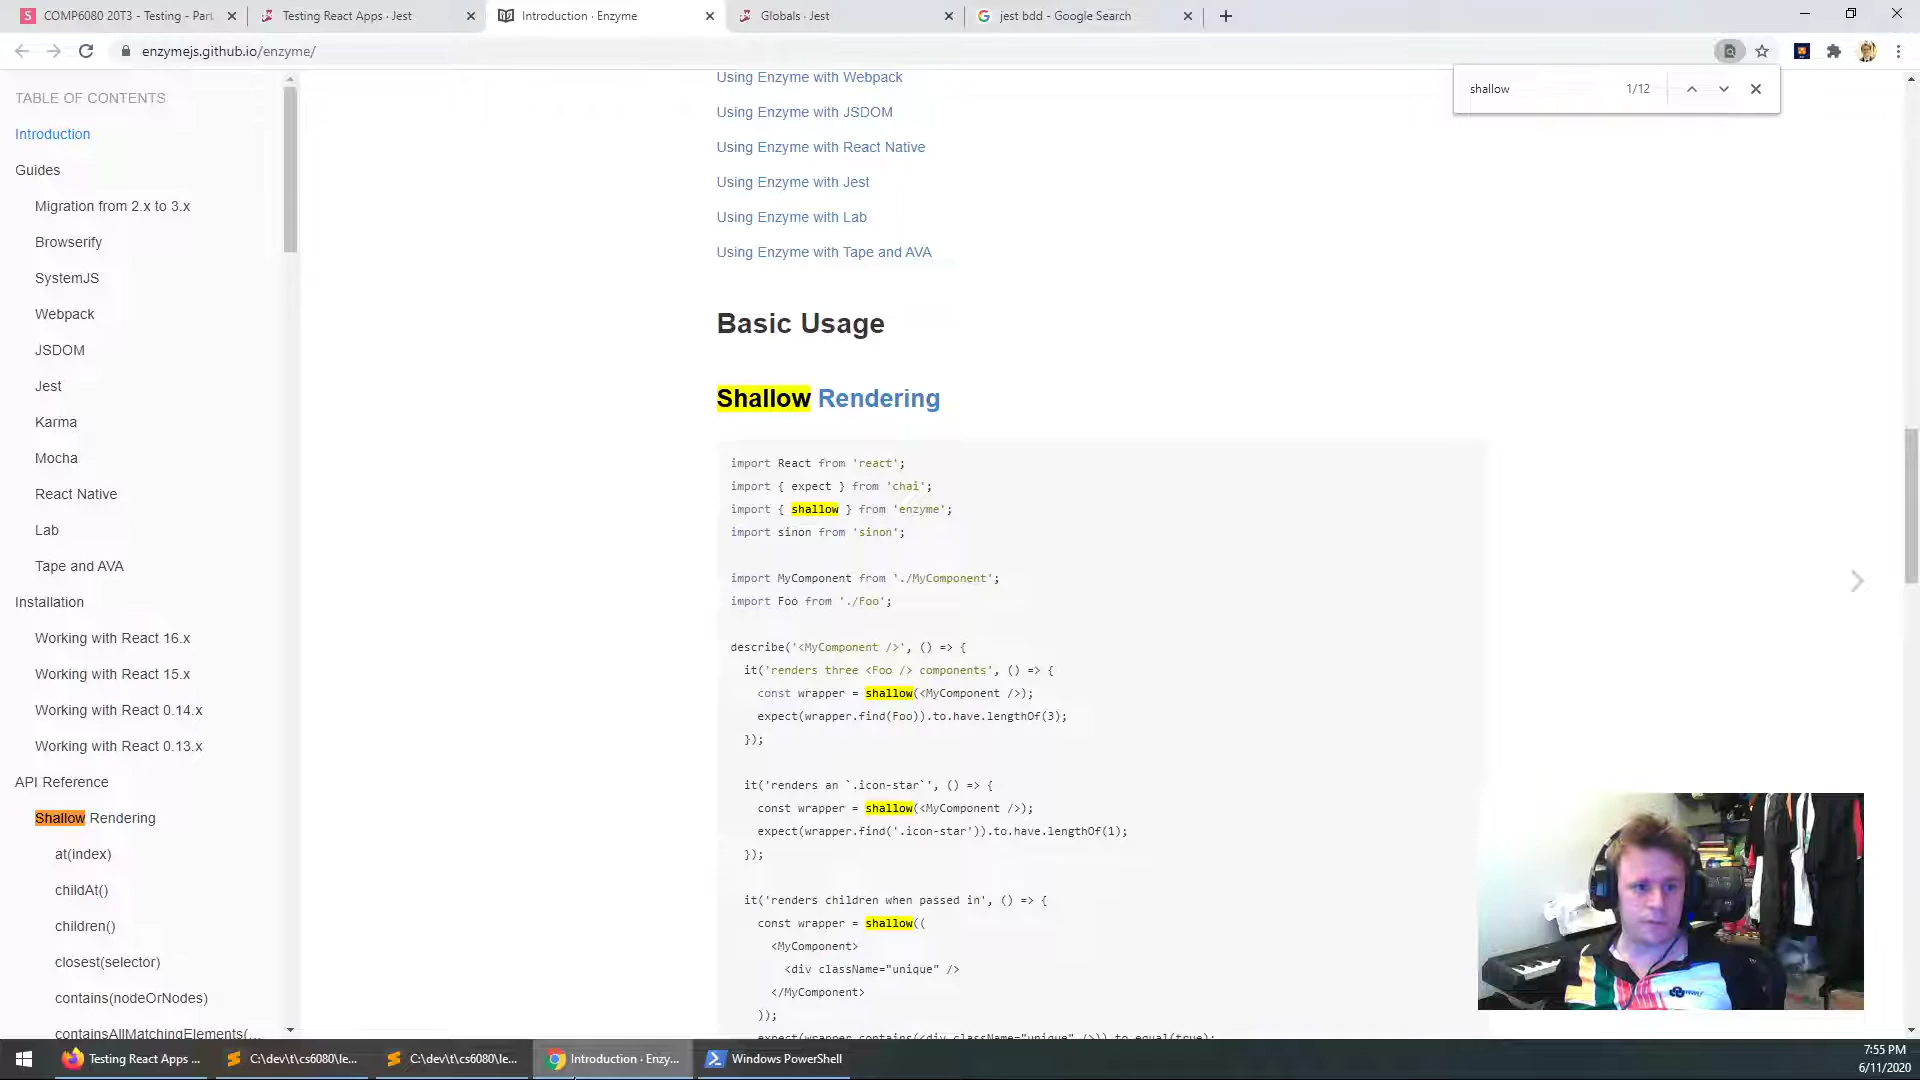 COMP6080 20T3 - Testing - Part
Testing React Apps · Jest
Introduction · Enzyme
Globals · Jest
jest bdd - Google Search
enzymejs.github.io/enzyme/
shallow
1/12
TABLE OF CONTENTS
Introduction
Guides
Migration from 2.x to 3.x
Browserify
SystemJS
Webpack
JSDOM
Jest
Karma
Mocha
React Native
Lab
Tape and AVA
Installation
Working with React 16.x
Working with React 15.x
Working with React 0.14.x
Working with React 0.13.x
API Reference
Shallow Rendering
at(index)
childAt()
children()
closest(selector)
contains(nodeOrNodes)
containsAllMatchingElements(...
Using Enzyme with Webpack
Using Enzyme with JSDOM
Using Enzyme with React Native
Using Enzyme with Jest
Using Enzyme with Lab
Using Enzyme with Tape and AVA
Basic Usage
Shallow Rendering
import React from 'react';
import { expect } from 'chai';
import { shallow } from 'enzyme';
import sinon from 'sinon';
import MyComponent from './MyComponent';
import Foo from './Foo';
describe('<MyComponent />', () => {
it('renders three <Foo /> components', () => {
const wrapper = shallow(<MyComponent />);
expect(wrapper.find(Foo)).to.have.lengthOf(3);
});
it('renders an `.icon-star`', () => {
const wrapper = shallow(<MyComponent />);
expect(wrapper.find('.icon-star')).to.have.lengthOf(1);
});
it('renders children when passed in', () => {
const wrapper = shallow((
<MyComponent>
<div className="unique" />
</MyComponent>
));
expect(wrapper.contains(<div className="unique" />)).to.equal(true);
Testing React Apps ...
C:\dev\t\cs6080\le...
C:\dev\t\cs6080\le...
Introduction · Enzy...
Windows PowerShell
7:55 PM
6/11/2020